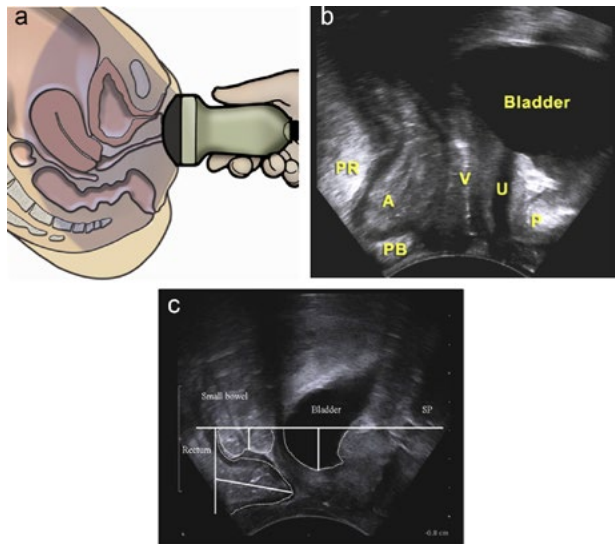 a
b
Bladder
PR
V
U
A
P
PB
c
Small bowel
Bladder
SP
Rectum
-0.8 cm